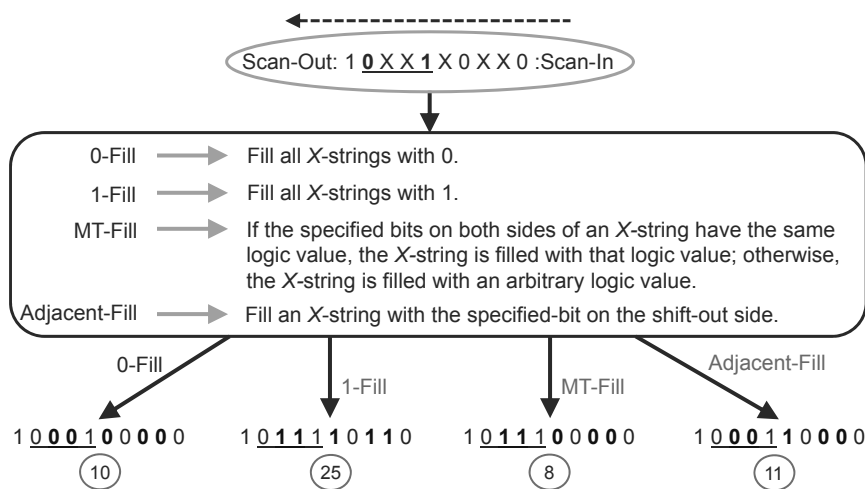 Scan-Out: 1 0 X X 1 X 0 X X 0 :Scan-In
0-Fill Fill all X-strings with 0.
1-Fill Fill all X-strings with 1.
MT-Fill If the specified bits on both sides of an X-string have the same
logic value, the X-string is filled with that logic value; otherwise,
the X-string is filled with an arbitrary logic value.
Adjacent-Fill Fill an X-string with the specified-bit on the shift-out side.
0-Fill 1-Fill MT-Fill Adjacent-Fill
1 0 0 0 1 0 0 0 0 0 1 0 1 1 1 1 0 1 1 0 1 0 1 1 1 0 0 0 0 0 1 0 0 0 1 1 0 0 0 0
10 25 8 11